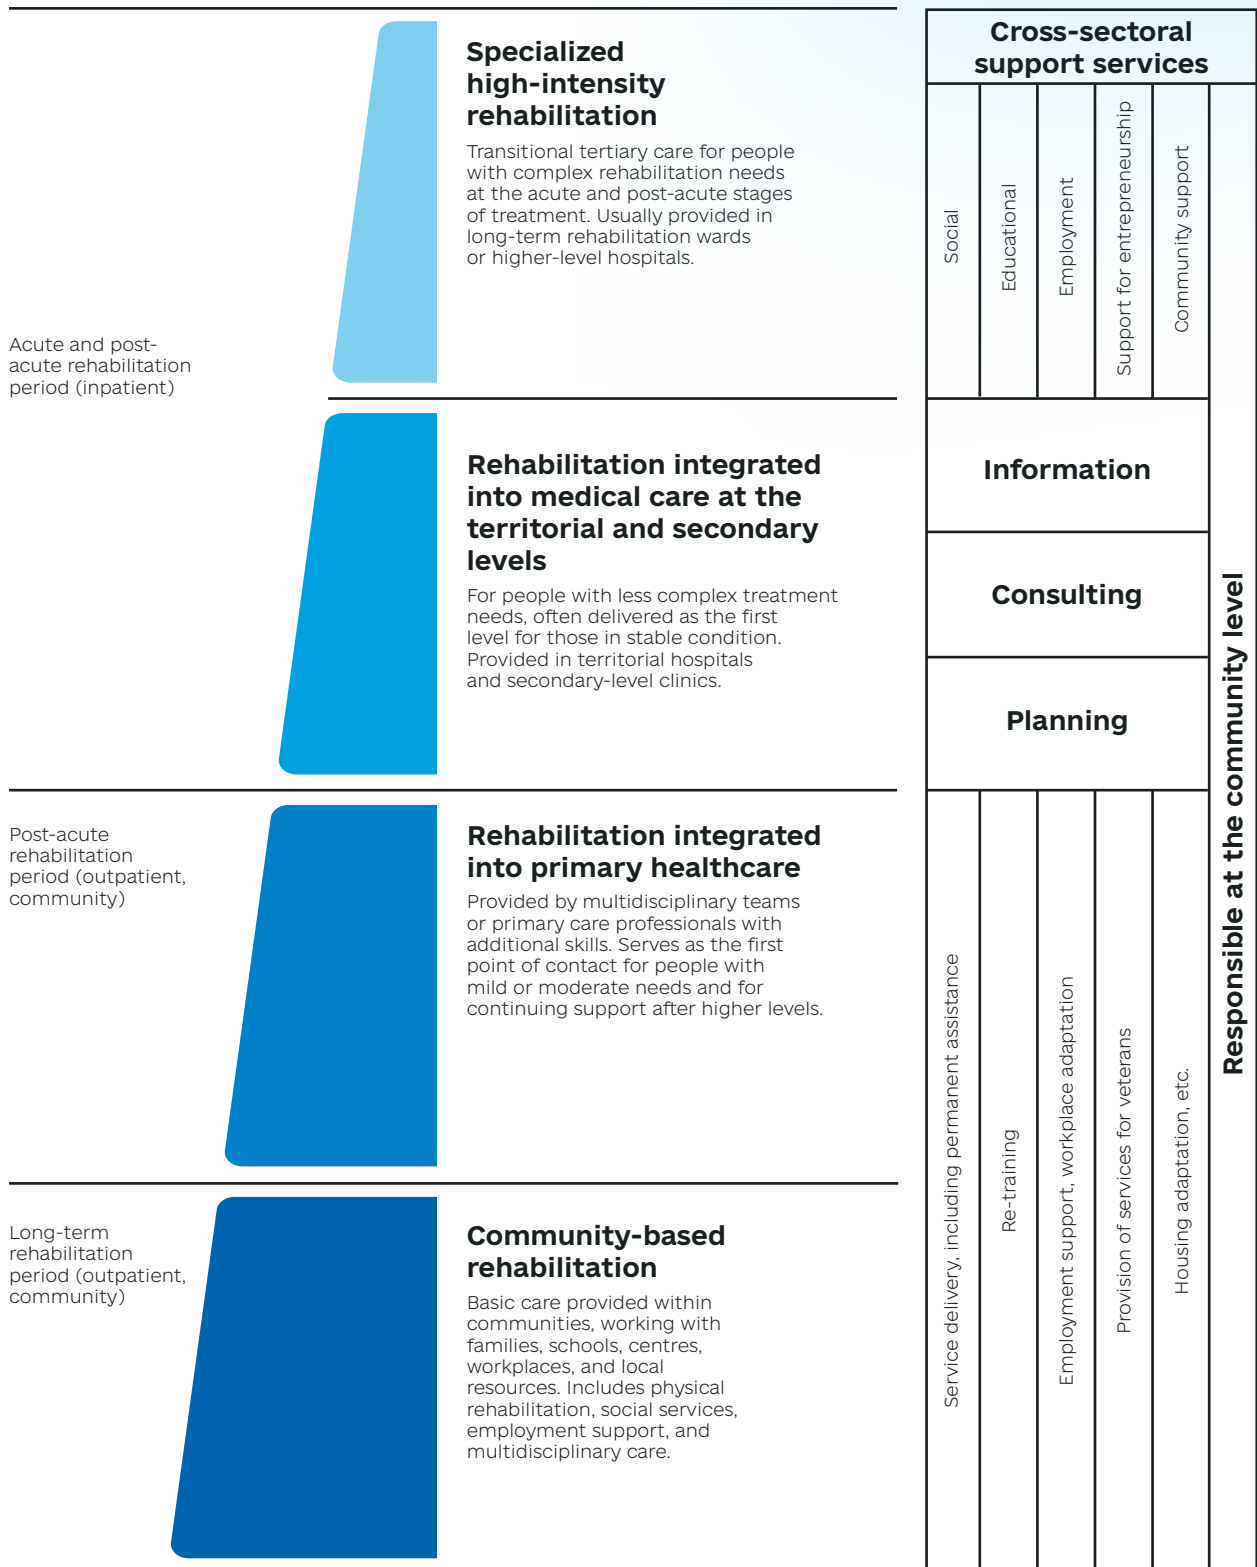 Specialized
high-intensity
rehabilitation
Transitional tertiary care for people
with complex rehabilitation needs
at the acute and post-acute stages
of treatment. Usually provided in
long-term rehabilitation wards
or higher-level hospitals.
Acute and post-
acute rehabilitation
period (inpatient)
Rehabilitation integrated
into medical care at the
territorial and secondary
levels
For people with less complex treatment
needs, often delivered as the first
level for those in stable condition.
Provided in territorial hospitals
and secondary-level clinics.
Post-acute
rehabilitation
period (outpatient,
community)
Rehabilitation integrated
into primary healthcare
Provided by multidisciplinary teams
or primary care professionals with
additional skills. Serves as the first
point of contact for people with
mild or moderate needs and for
continuing support after higher levels.
Long-term
rehabilitation
period (outpatient,
community)
Community-based
rehabilitation
Basic care provided within
communities, working with
families, schools, centres,
workplaces, and local
resources. Includes physical
rehabilitation, social services,
employment support, and
multidisciplinary care.
Cross-sectoral
support services
Social
Educational
Employment
Support for entrepreneurship
Community support
Information
Consulting
Planning
Service delivery, including permanent assistance
Re-training
Employment support, workplace adaptation
Provision of services for veterans
Housing adaptation, etc.
Responsible at the community level